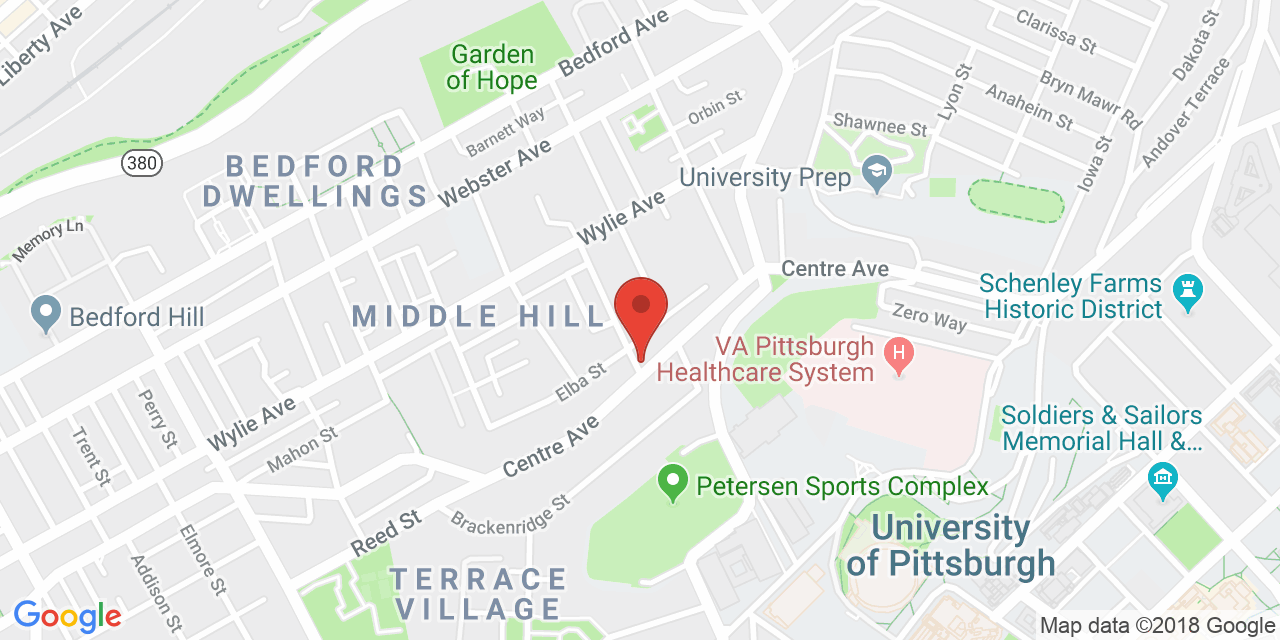 Liberty Ave
Garden
of Hope
Bedford Ave
Clarissa St
Dakota St
Bryn Mawr Rd
Lyon St
Anaheim St
Andover Terrace
Orbin St
Barnett Way
Shawnee St
Iowa St
380
BEDFORD
DWELLINGS
Webster Ave
University Prep
Wylie Ave
Memory Ln
Centre Ave
Schenley Farms
Historic District
Bedford Hill
MIDDLE HILL
Zero Way
VA Pittsburgh
Healthcare System
H
Elba St
Perry St
Wylie Ave
Mahon St
Trent St
Centre Ave
Soldiers & Sailors
Memorial Hall &...
Petersen Sports Complex
Brackenridge St
Reed St
University
of Pittsburgh
Elmore St
Addison St
TERRACE
VILLAGE
Google
Map data ©2018 Google